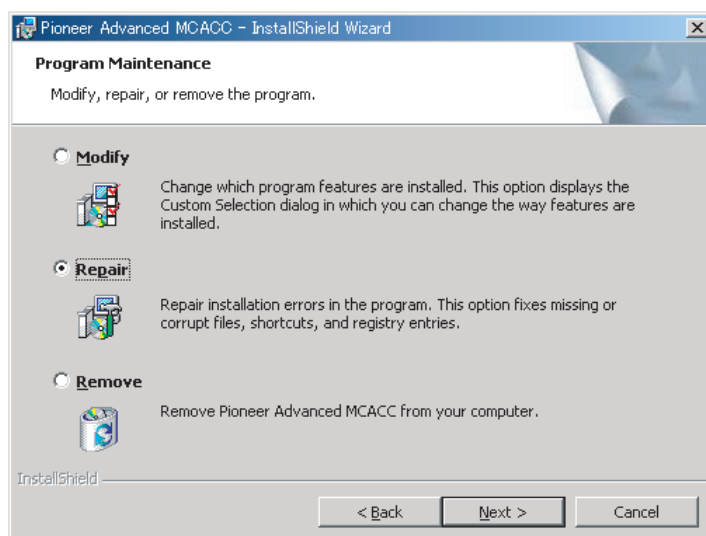 Pioneer Advanced MCACC - InstallShield Wizard
Program Maintenance
Modify, repair, or remove the program.
Modify
Change which program features are installed. This option displays the
Custom Selection dialog in which you can change the way features are
installed.
Repair
Repair installation errors in the program. This option fixes missing or
corrupt files, shortcuts, and registry entries.
Remove
Remove Pioneer Advanced MCACC from your computer.
InstallShield
< Back
Next >
Cancel